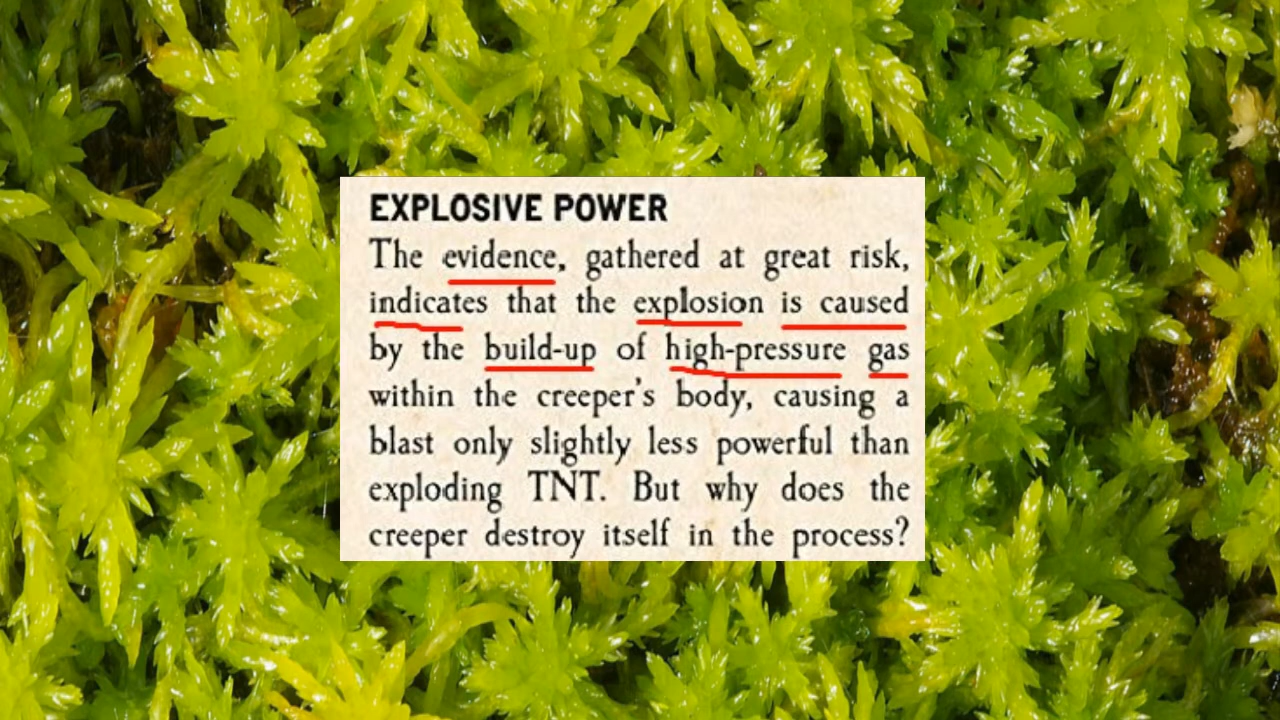 EXPLOSIVE POWER
The evidence, gathered at great risk,
indicates that the explosion is caused
by the build-up of high-pressure gas
within the creeper's body, causing a
blast only slightly less powerful than
exploding TNT. But why does the
creeper destroy itself in the process?